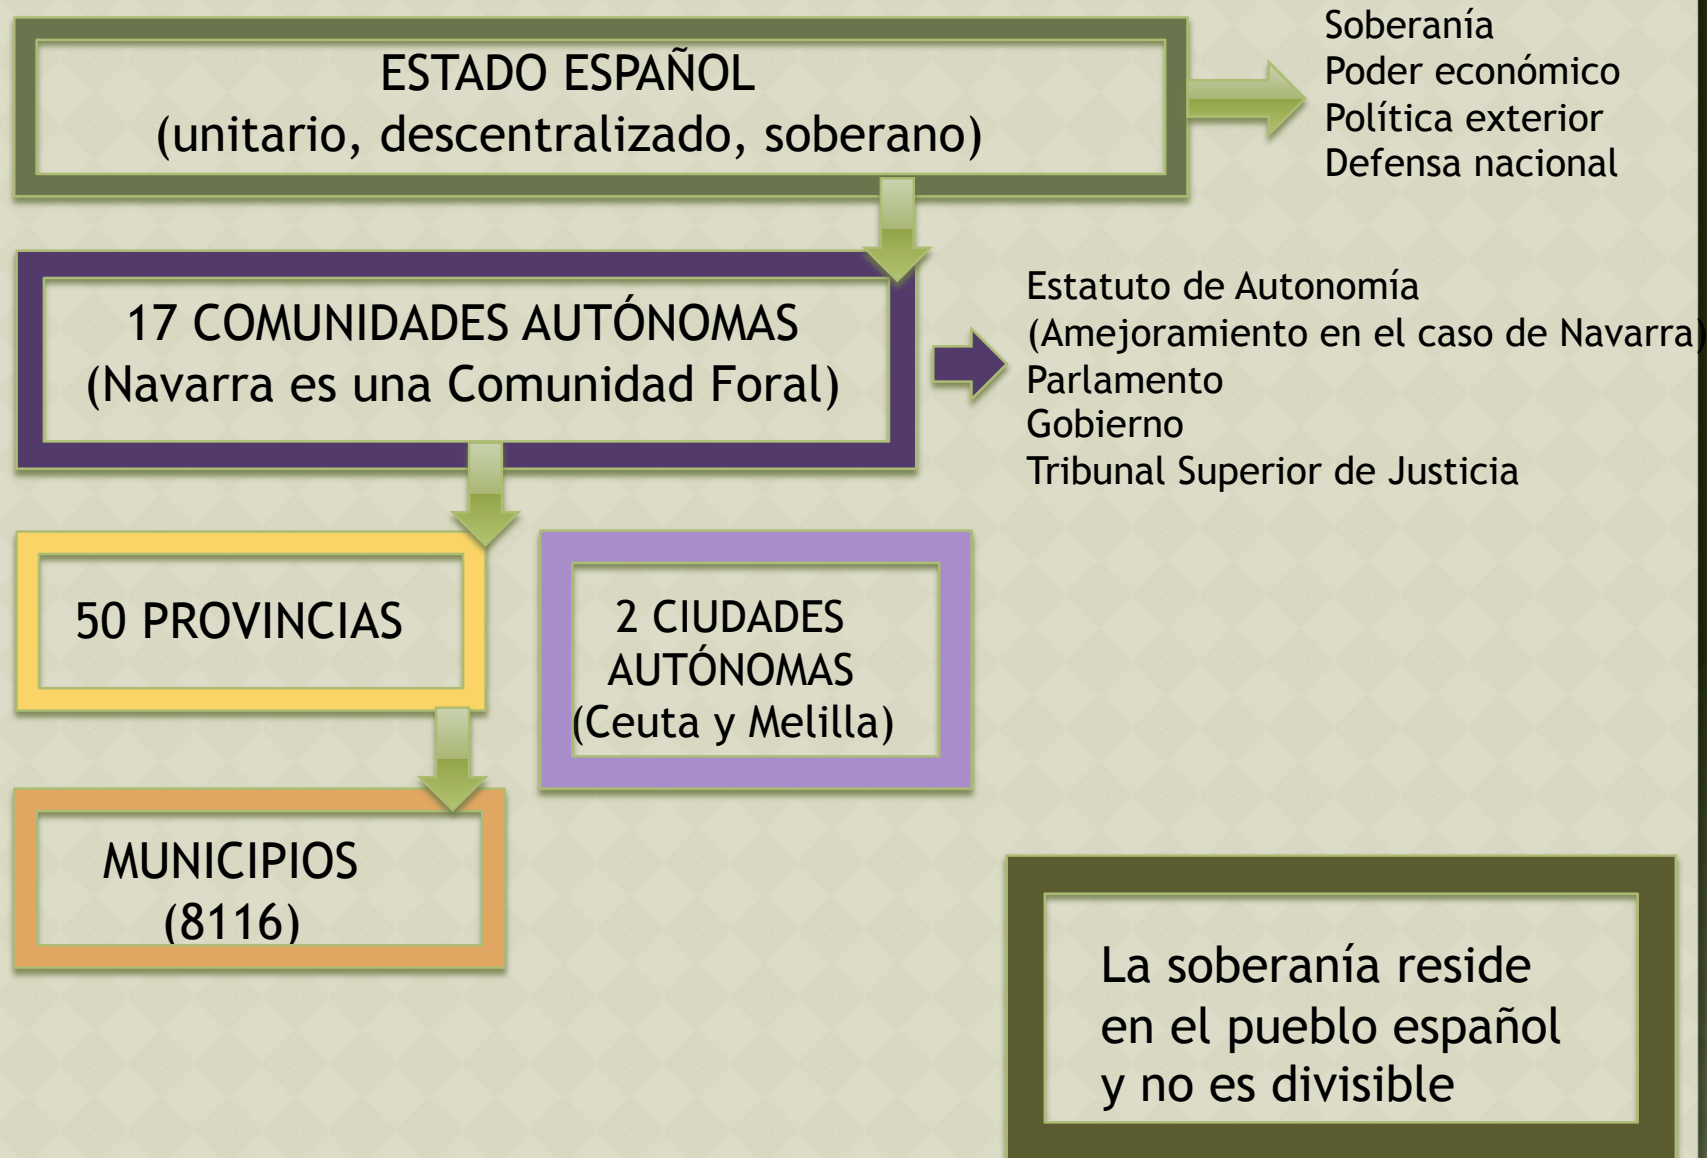 ESTADO ESPAÑOL
(unitario, descentralizado, soberano)
Soberanía
Poder económico
Política exterior
Defensa nacional
17 COMUNIDADES AUTÓNOMAS
(Navarra es una Comunidad Foral)
Estatuto de Autonomía
(Amejoramiento en el caso de Navarra)
Parlamento
Gobierno
Tribunal Superior de Justicia
50 PROVINCIAS
2 CIUDADES
AUTÓNOMAS
(Ceuta y Melilla)
MUNICIPIOS
(8116)
La soberanía reside
en el pueblo español
y no es divisible